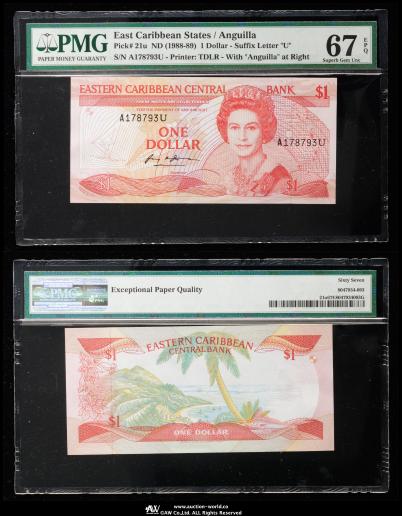 PMG
PAPER MONEY GUARANTY
East Caribbean States / Anguilla
Pick# 21u ND (1988-89) 1 Dollar - Suffix Letter "U"
S/N A178793U - Printer: TDLR - With "Anguilla" at Right
67 EPQ
Superb Gem Unc
EASTERN CARIBBEAN CENTRAL BANK $1
A178793U
ONE
DOLLAR
A178793U
$1
$1
PMG
Exceptional Paper Quality
Sixty Seven
EASTERN CARIBBEAN
CENTRAL BANK
$1
$1
$1
ONE DOLLAR
AW
www.auction-world.co
©AW Co.,Ltd. All Rights Reserved.